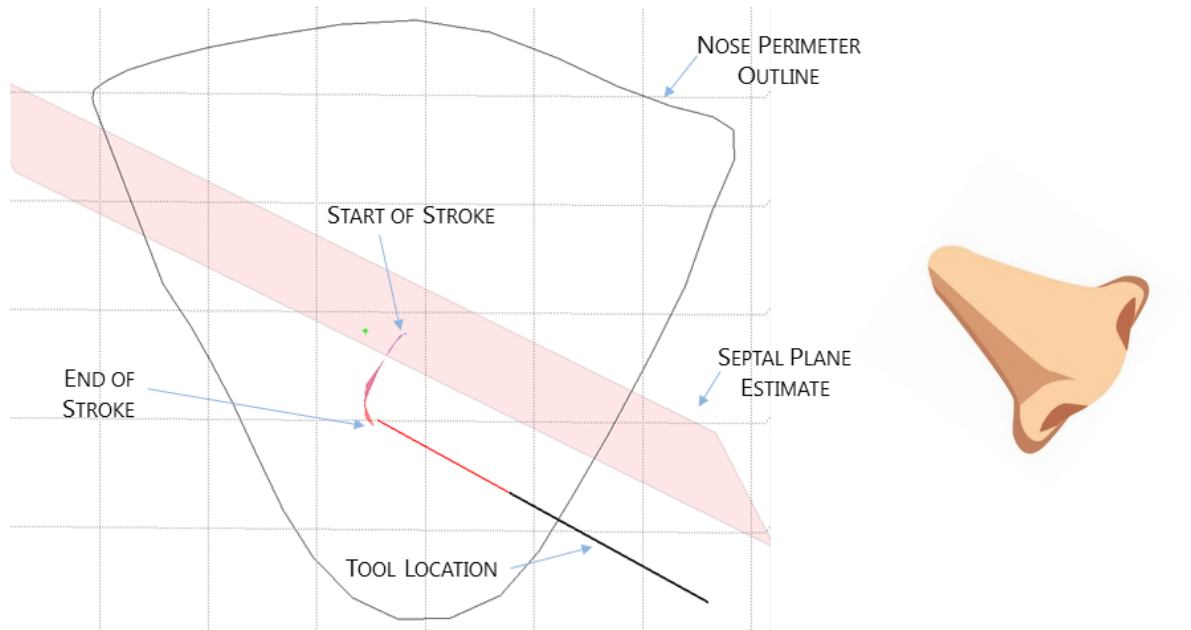 NOSE PERIMETER
OUTLINE
START OF STROKE
SEPTAL PLANE
ESTIMATE
END OF
STROKE
TOOL LOCATION